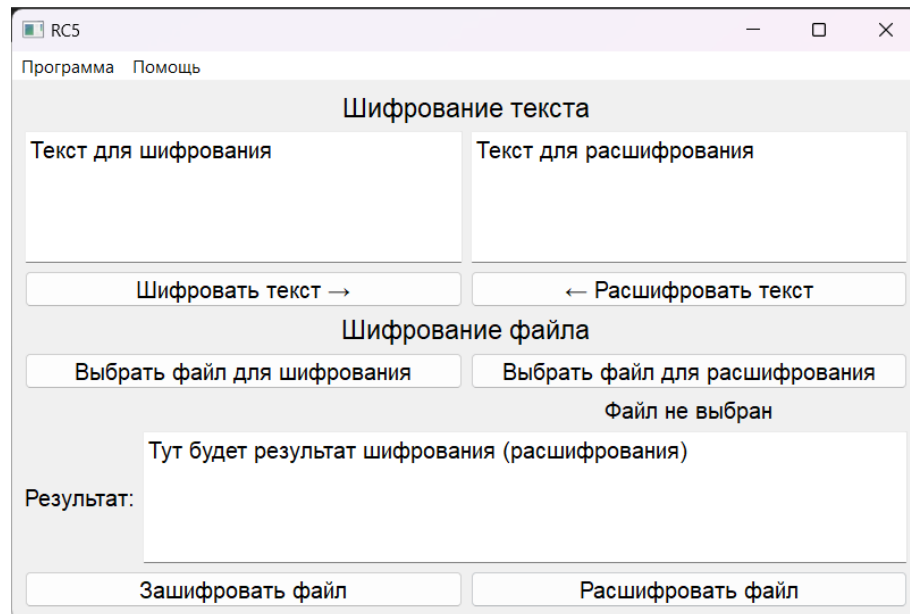 RC5
Программа Помощь
Шифрование текста
Текст для шифрования
Текст для расшифрования
Шифровать текст →
← Расшифровать текст
Шифрование файла
Выбрать файл для шифрования
Выбрать файл для расшифрования
Файл не выбран
Тут будет результат шифрования (расшифрования)
Результат:
Зашифровать файл
Расшифровать файл